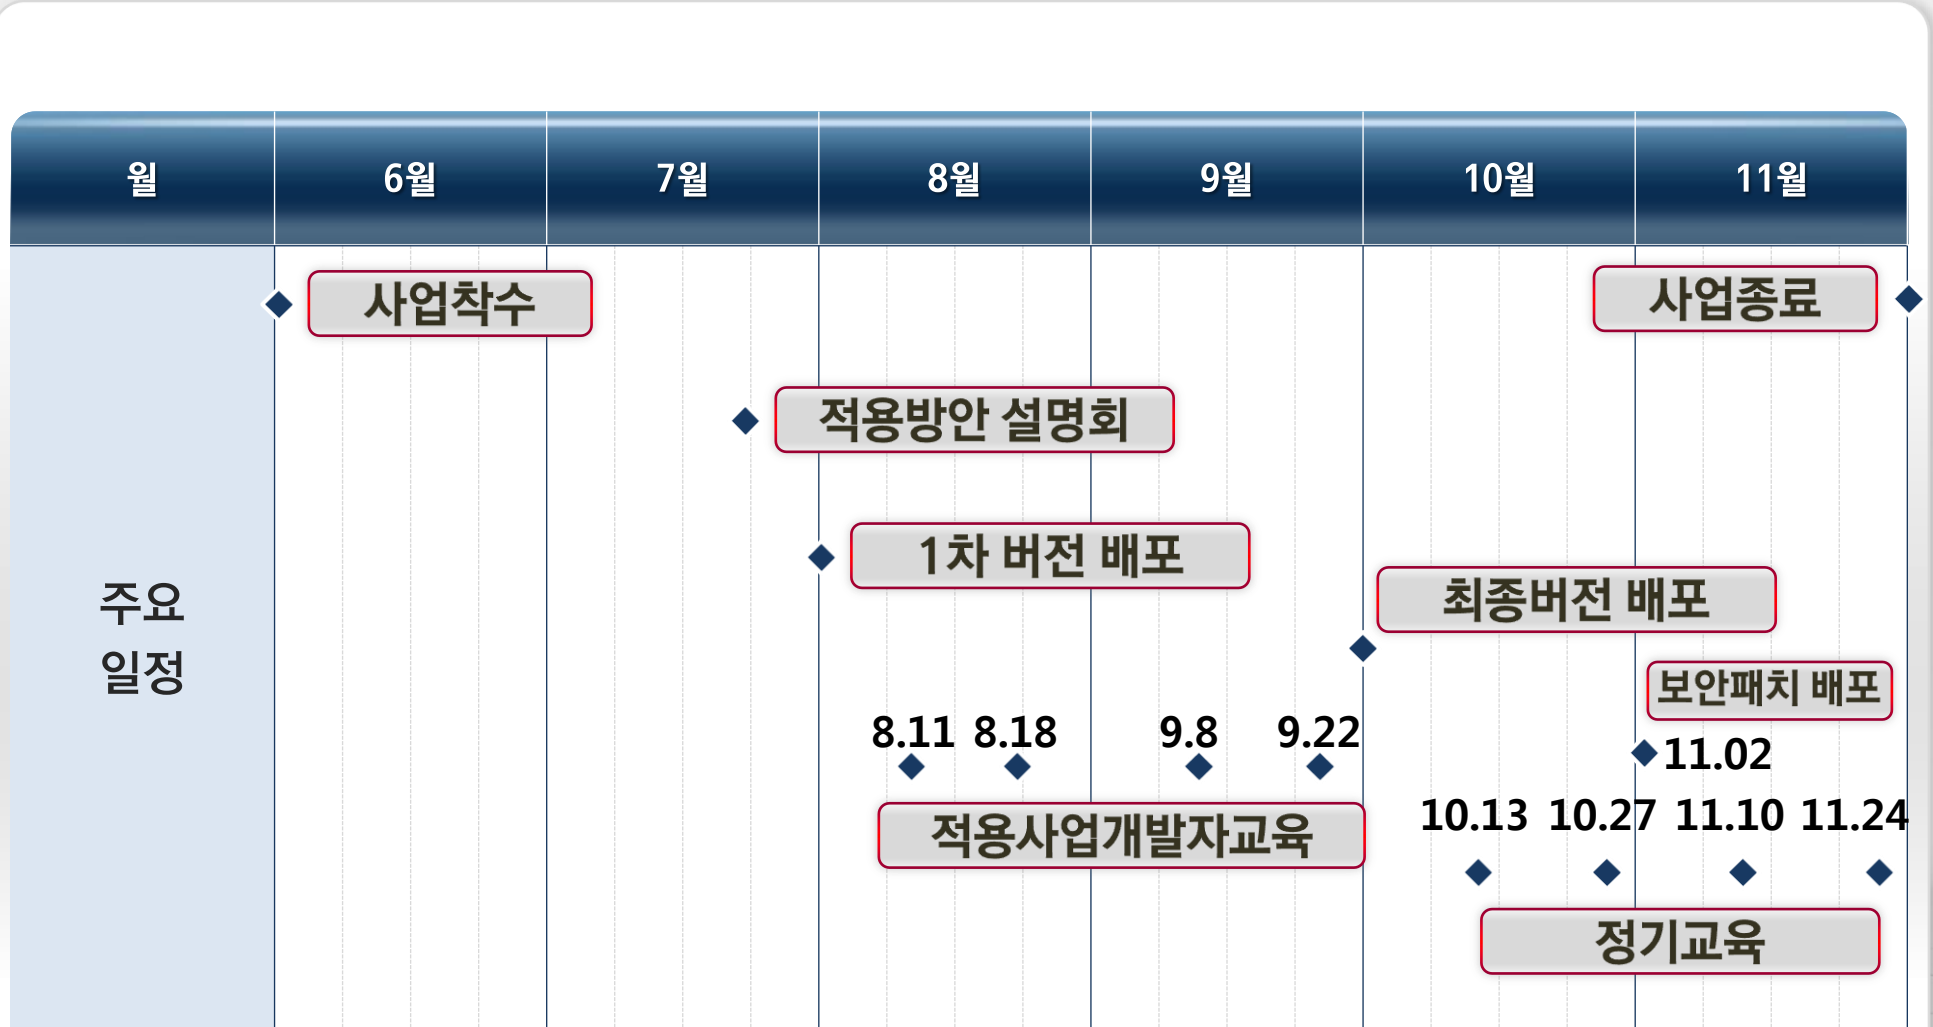 월 6월 7월 8월 9월 10월 11월
사업착수
사업종료
적용방안 설명회
1차 버전 배포
최종버전 배포
주요
일정
보안패치 배포
8.11 8.18 9.8 9.22
11.02
적용사업개발자교육
10.13 10.27 11.10 11.24
정기교육